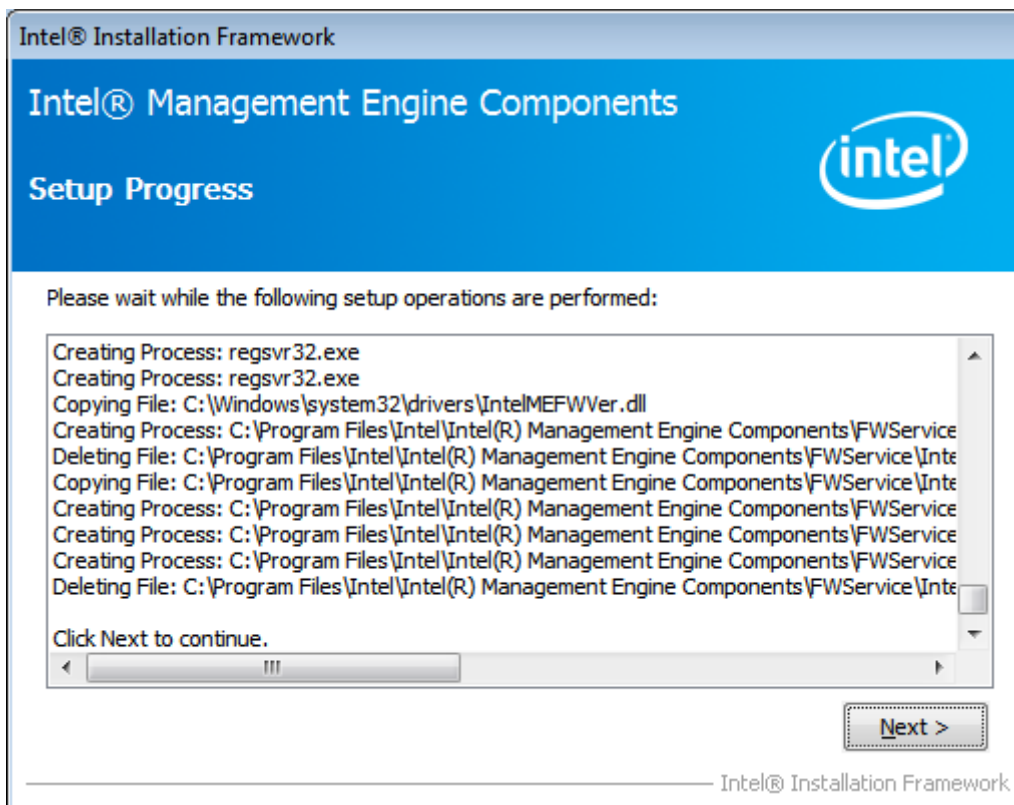 Intel® Installation Framework
Intel® Management Engine Components
intel
Setup Progress
Please wait while the following setup operations are performed:
Creating Process: regsvr32.exe
Creating Process: regsvr32.exe
Copying File: C:\Windows\system32\drivers\IntelMEFWVer.dll
Creating Process: C:\Program Files\Intel\Intel(R) Management Engine Components\FWService
Deleting File: C:\Program Files\Intel\Intel(R) Management Engine Components\FWService\Inte
Copying File: C:\Program Files\Intel\Intel(R) Management Engine Components\FWService\Inte
Creating Process: C:\Program Files\Intel\Intel(R) Management Engine Components\FWService
Creating Process: C:\Program Files\Intel\Intel(R) Management Engine Components\FWService
Creating Process: C:\Program Files\Intel\Intel(R) Management Engine Components\FWService
Deleting File: C:\Program Files\Intel\Intel(R) Management Engine Components\FWService\Inte
Click Next to continue.
Next >
Intel® Installation Framework